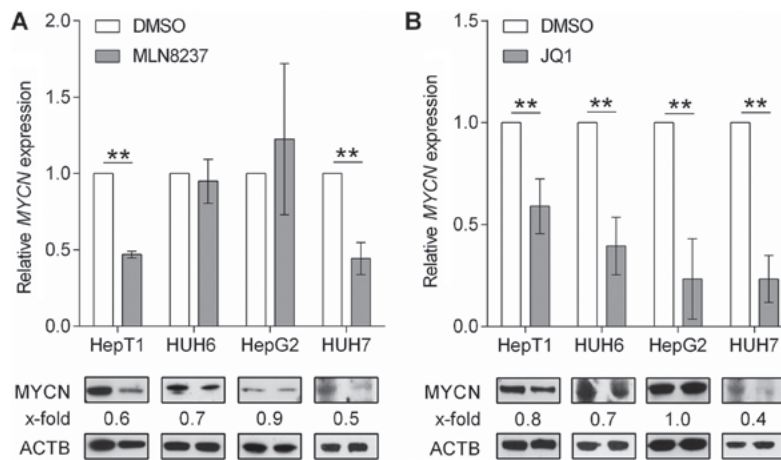 A
2.0
1.5
1.0
0.5
0.0
Relative MYCN expression
DMSO
MLN8237
**
**
HepT1 HUH6 HepG2 HUH7
MYCN
x-fold 0.6 0.7 0.9 0.5
ACTB
B
1.5
1.0
0.5
0.0
Relative MYCN expression
DMSO
JQ1
** ** ** **
HepT1 HUH6 HepG2 HUH7
MYCN
x-fold 0.8 0.7 1.0 0.4
ACTB